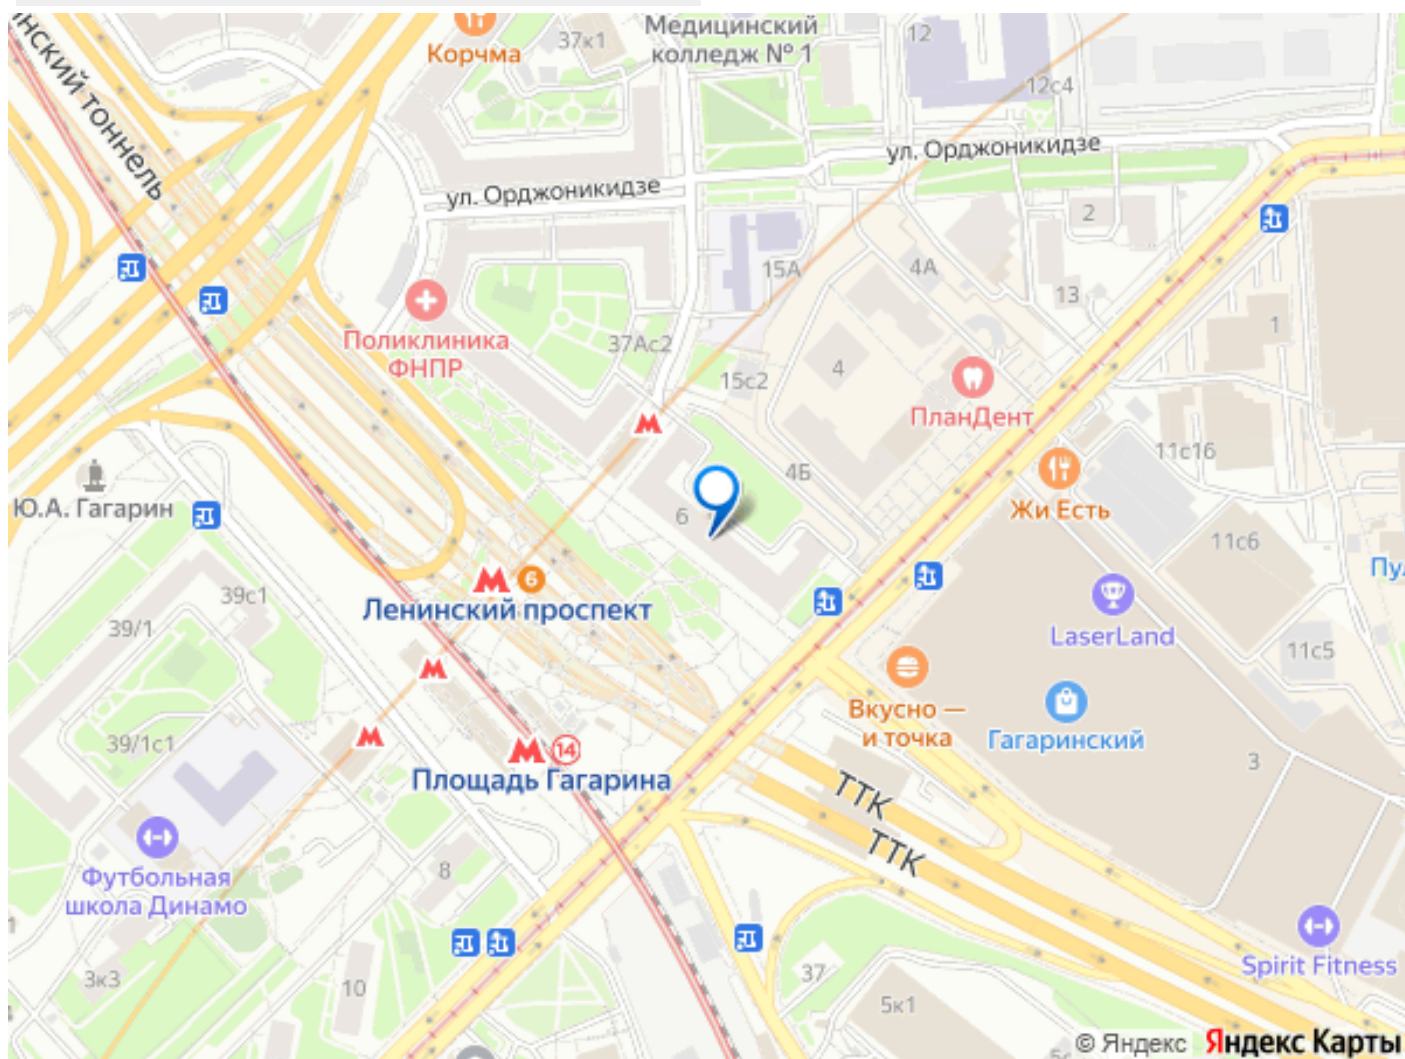 Корчма
37к1
Медицинский
колледж № 1
12
12с4
нский тоннель
ул. Орджоникидзе
ул. Орджоникидзе
2
15А
4А
13
1
Поликлиника
ФНПР
37Ас2
15с2
4
ПланДент
4Б
11с16
Жи Есть
Ю.А. Гагарин
6
11с6
6
Ленинский проспект
39с1
39/1
LaserLand
11с5
Вкусно —
и точка
Гагаринский
39/1с1
14
Площадь Гагарина
3
ТТК
ТТК
Футбольная
школа Динамо
8
3к3
10
37
5к1
Spirit Fitness
© Яндекс Яндекс Карты